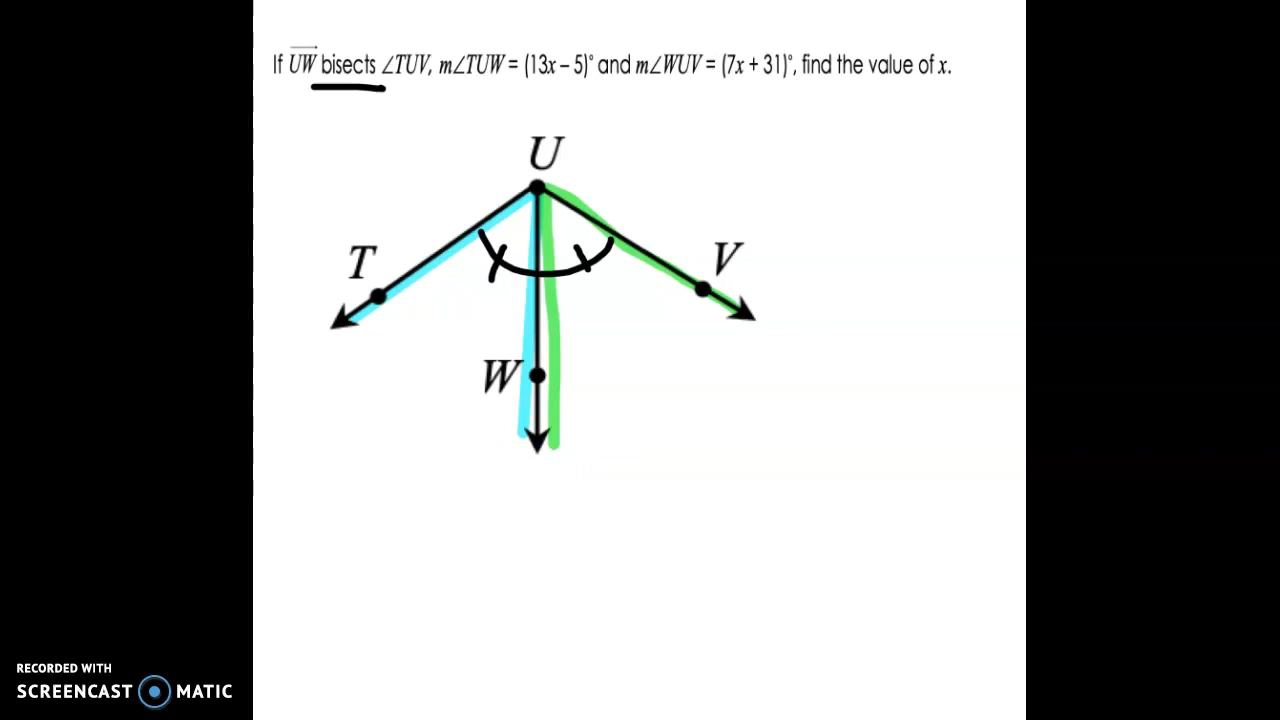 If UW bisects ∠TUV, m∠TUW = (13x – 5)° and m∠WUV = (7x + 31)°, find the value of x.
U
T
V
W
RECORDED WITH
SCREENCAST MATIC